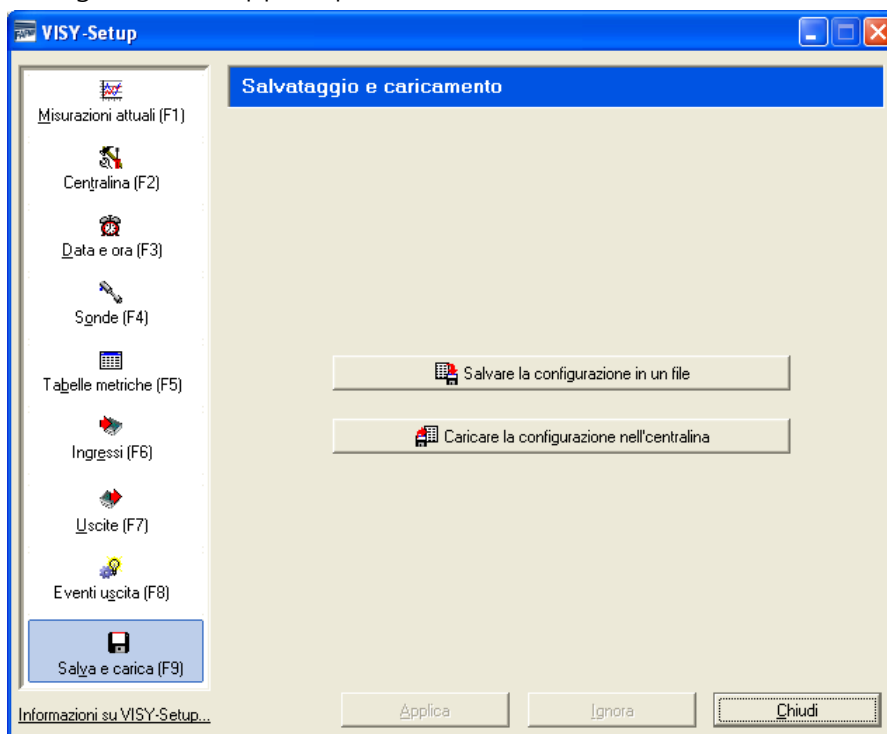 VISY-Setup
Salvataggio e caricamento
Misurazioni attuali (F1)
Centralina (F2)
Data e ora (F3)
Sonde (F4)
Tabelle metriche (F5)
Ingressi (F6)
Uscite (F7)
Eventi uscita (F8)
Salva e carica (F9)
Salvare la configurazione in un file
Caricare la configurazione nell'centralina
Informazioni su VISY-Setup...
Applica
Ignora
Chiudi